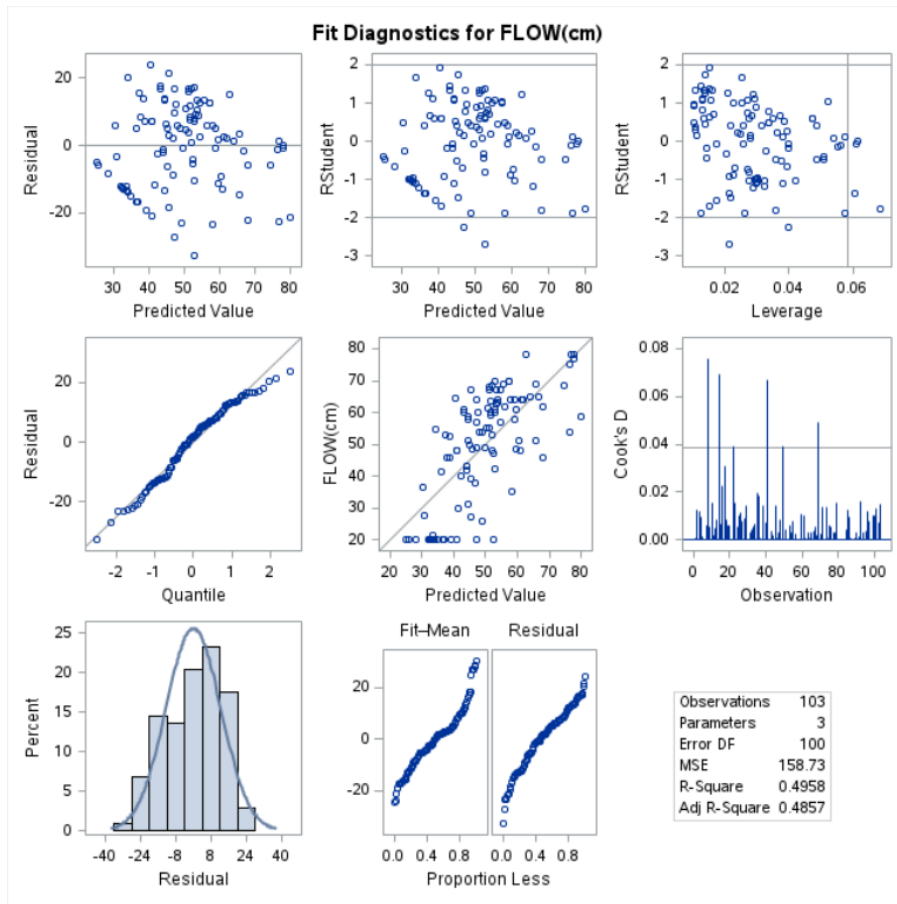 Fit Diagnostics for FLOW(cm)
Residual
20
0
-20
30 40 50 60 70 80
Predicted Value
RStudent
2
1
0
-1
-2
-3
30 40 50 60 70 80
Predicted Value
RStudent
2
1
0
-1
-2
-3
0.02 0.04 0.06
Leverage
Residual
20
0
-20
-2 -1 0 1 2
Quantile
FLOW(cm)
80
70
60
50
40
30
20
20 30 40 50 60 70 80
Predicted Value
Cook's D
0.08
0.06
0.04
0.02
0.00
0 20 40 60 80 100
Observation
Percent
25
20
15
10
5
0
-40 -24 -8 8 24 40
Residual
Fit–Mean Residual
20
0
-20
0.0 0.4 0.8 0.0 0.4 0.8
Proportion Less
Observations 103
Parameters 3
Error DF 100
MSE 158.73
R-Square 0.4958
Adj R-Square 0.4857